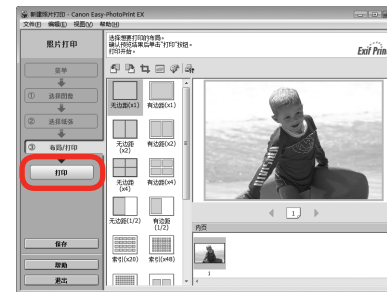 新建照片打印 - Canon Easy-PhotoPrint EX
文件(F) 编辑(E) 视图(V) 帮助(H)
照片打印
选择想要打印的布局。
确认预览结果后单击"打印"按钮。
打印开始。
Exif Prin
菜单
① 选择图像
② 选择纸张
③ 布局/打印
打印
保存
帮助
退出
无边距(x1) 有边距(x1)
无边距 (x2) 有边距(x2)
无边距 (x4) 有边距(x4)
无边距(1/2) 有边距 (1/2)
索引(x20) 索引(x48)
1
内页
1